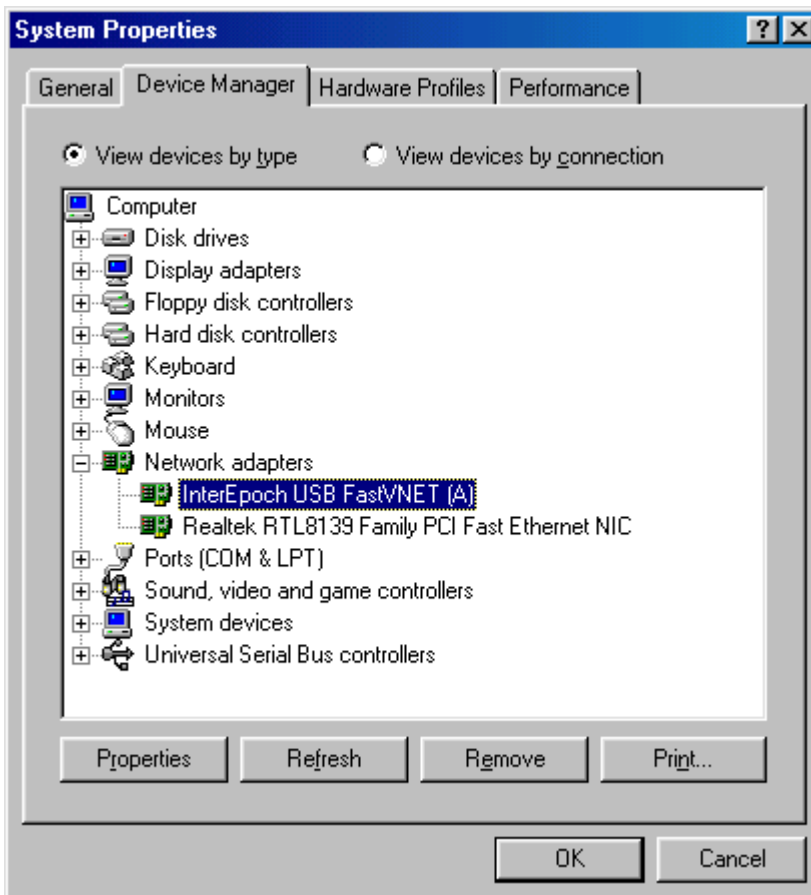 System Properties
General Device Manager Hardware Profiles Performance
View devices by type View devices by connection
Computer
Disk drives
Display adapters
Floppy disk controllers
Hard disk controllers
Keyboard
Monitors
Mouse
Network adapters
InterEpoch USB FastVNET (A)
Realtek RTL8139 Family PCI Fast Ethernet NIC
Ports (COM & LPT)
Sound, video and game controllers
System devices
Universal Serial Bus controllers
Properties Refresh Remove Print...
OK Cancel